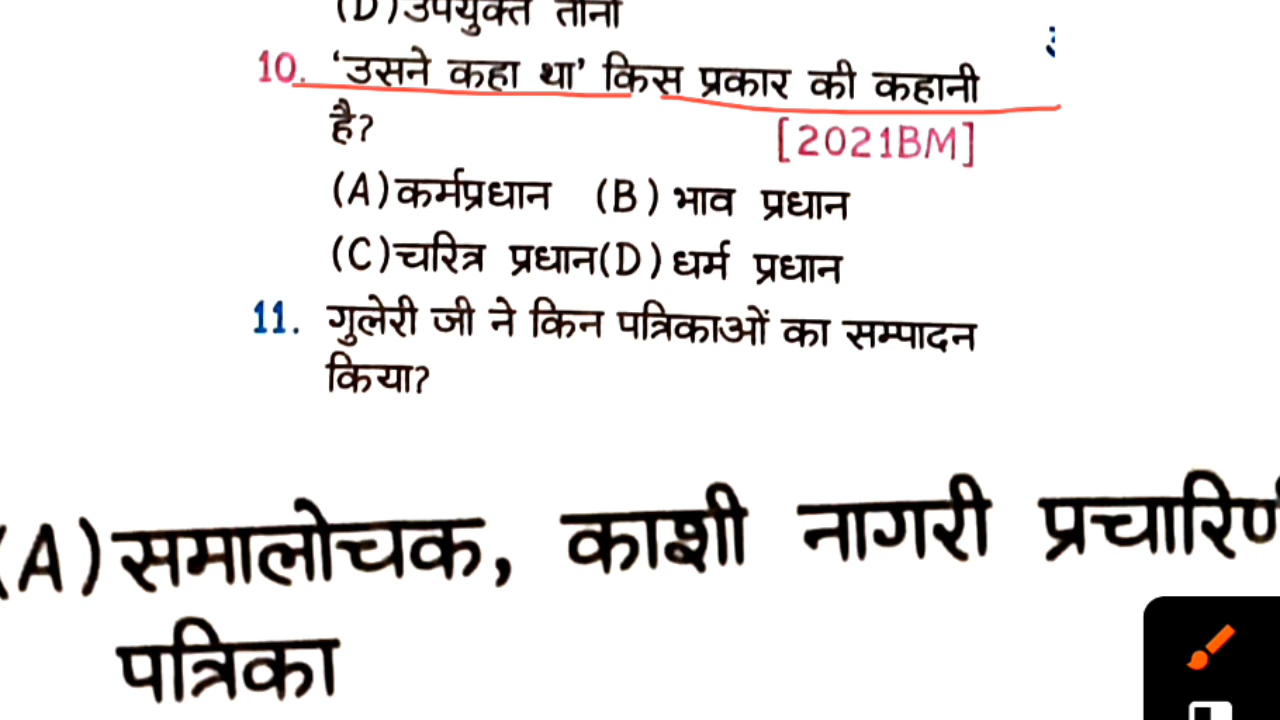 (D)उपर्युक्त तीनों
10. ‘उसने कहा था’ किस प्रकार की कहानी
है? [2021BM]
(A)कर्मप्रधान (B) भाव प्रधान
(C)चरित्र प्रधान(D) धर्म प्रधान
11. गुलेरी जी ने किन पत्रिकाओं का सम्पादन
किया?
(A)समालोचक, काशी नागरी
पत्रिका